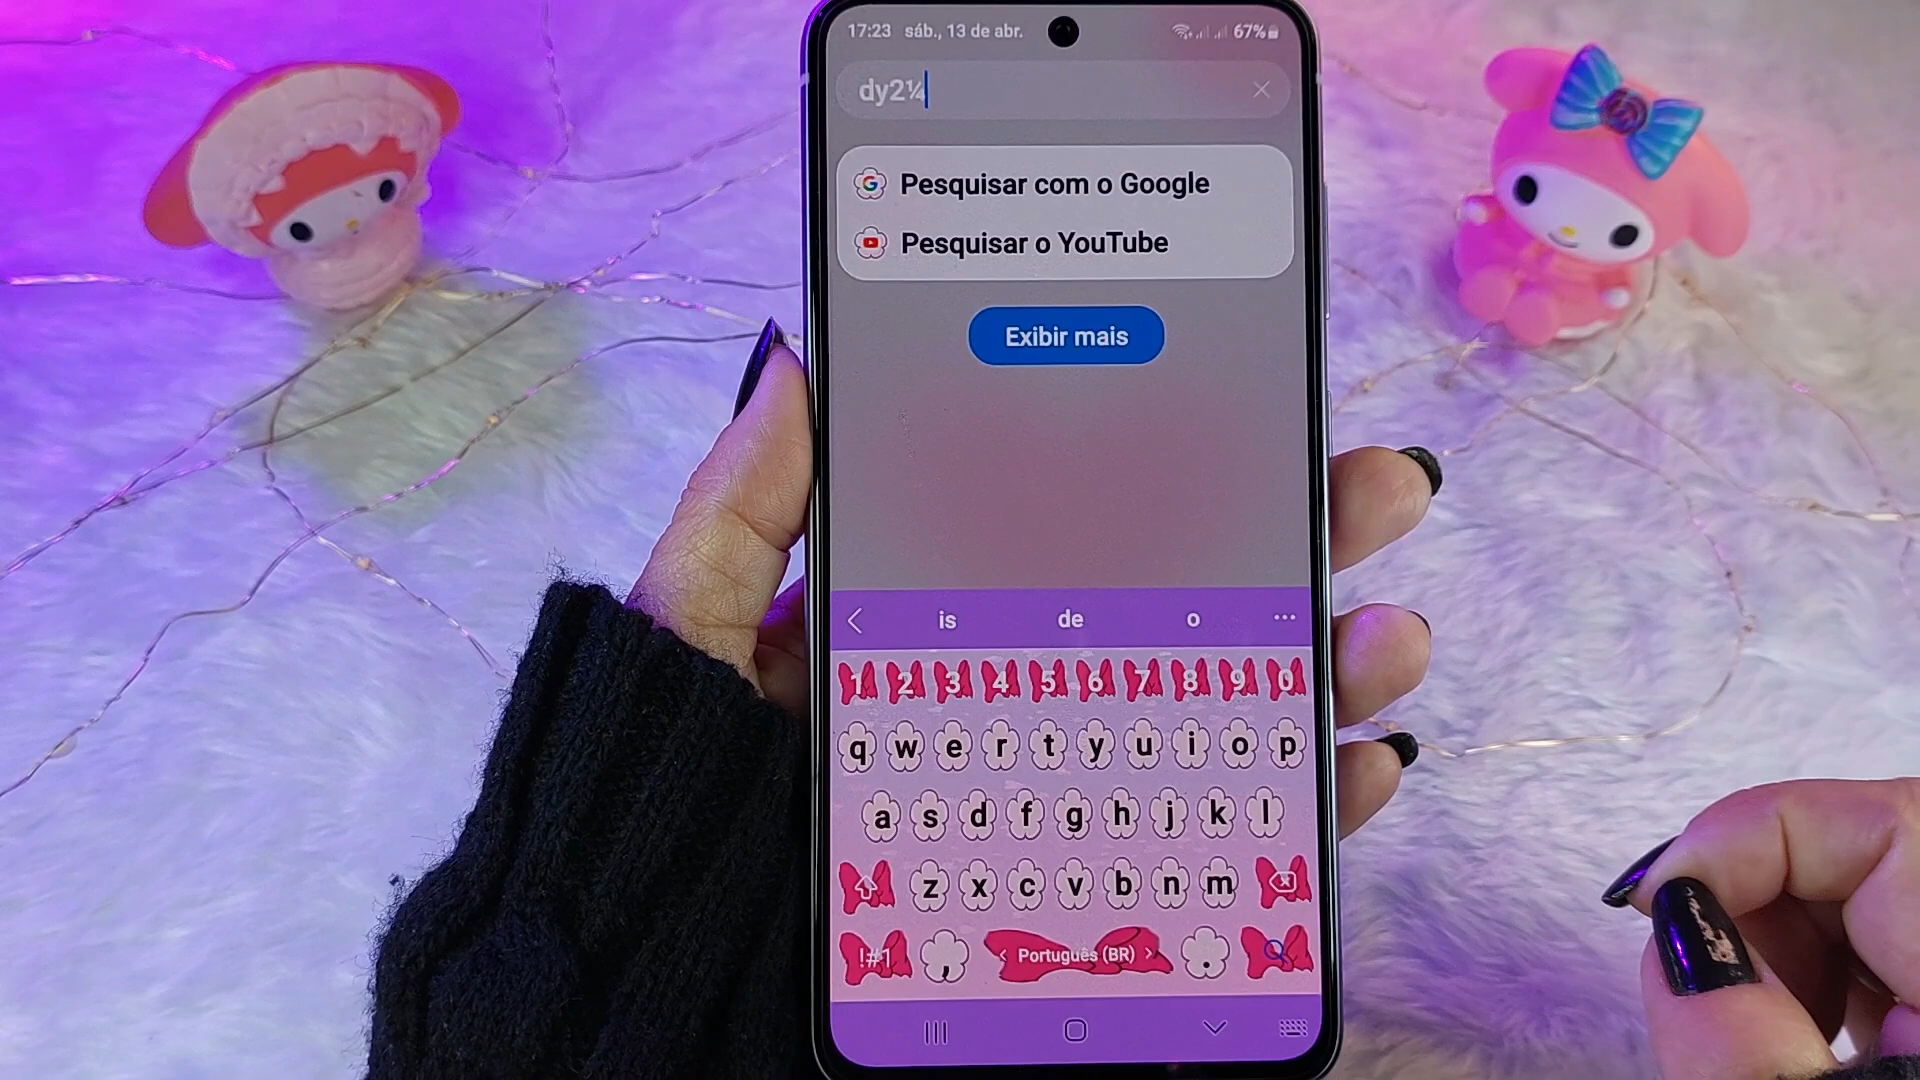 17:23 sáb., 13 de abr. 67%
dy2¼
Pesquisar com o Google
Pesquisar o YouTube
Exibir mais
is de o
1 2 3 4 5 6 7 8 9 0
q w e r t y u i o p
a s d f g h j k l
z x c v b n m
!#1 , < Português (BR) > .